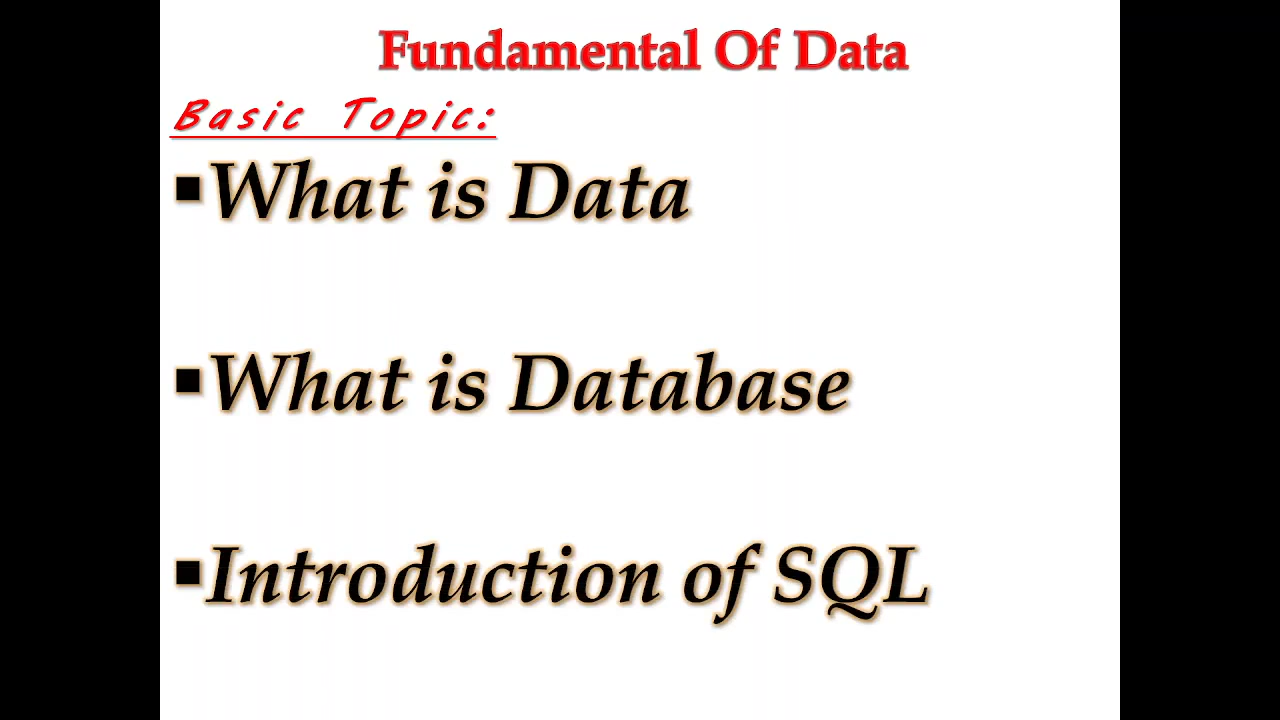 Fundamental Of Data
Basic Topic:
▪What is Data
▪What is Database
▪Introduction of SQL